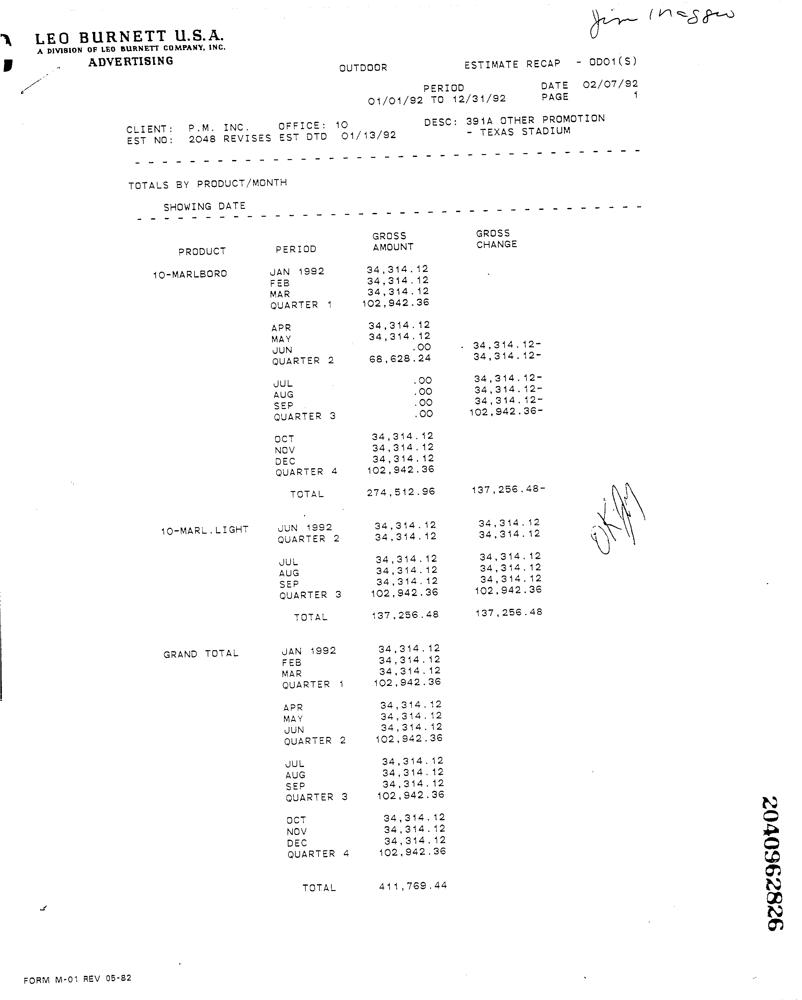 Jim
LEO BURNETT U.S.A.
A DIVISION OF LEO BURNETT COMPANY, INC.
ADVERTISING
OUTDOOR ESTIMATE RECAP - ODO1(S)
PERIOD DATE 02/07/92
01/01/92 TO 12/31/92 PAGE 1
CLIENT: P.M. INC. OFFICE: 10 DESC: 391A OTHER PROMOTION
EST NO: 2048 REVISES EST DTD 01/13/92 - TEXAS STADIUM
TOTALS BY PRODUCT/MONTH
SHOWING DATE
GROSS GROSS
PRODUCT PERIOD AMOUNT CHANGE
10-MARLBORO JAN 1992 34,314.12
FEB 34,314.12
MAR 34,314.12
QUARTER 1 102,942.36
APR 34,314.12
MAY 34,314.12
JUN .00 34,314.12-
QUARTER 2 68,628.24 34,314.12-
JUL .00 34,314.12-
AUG .00 34,314.12-
SEP .00 34,314.12-
QUARTER 3 .00 102,942.36-
OCT 34,314.12
NOV 34,314.12
DEC 34,314.12
QUARTER 4 102,942.36
TOTAL 274,512.96 137,256.48-
10-MARL.LIGHT JUN 1992 34,314.12 34,314.12
QUARTER 2 34,314.12 34,314.12
JUL 34,314.12 34,314.12
AUG 34,314.12 34,314.12
SEP 34,314.12 34,314.12
QUARTER 3 102,942.36 102,942.36
TOTAL 137,256.48 137,256.48
OK
GRAND TOTAL JAN 1992 34,314.12
FEB 34,314.12
MAR 34,314.12
QUARTER 1 102,942.36
APR 34,314.12
MAY 34,314.12
JUN 34,314.12
QUARTER 2 102,942.36
JUL 34,314.12
AUG 34,314.12
SEP 34,314.12
QUARTER 3 102,942.36
OCT 34,314.12
NOV 34,314.12
DEC 34,314.12
QUARTER 4 102,942.36
TOTAL 411,769.44
2040962826
FORM M-01 REV 05-82